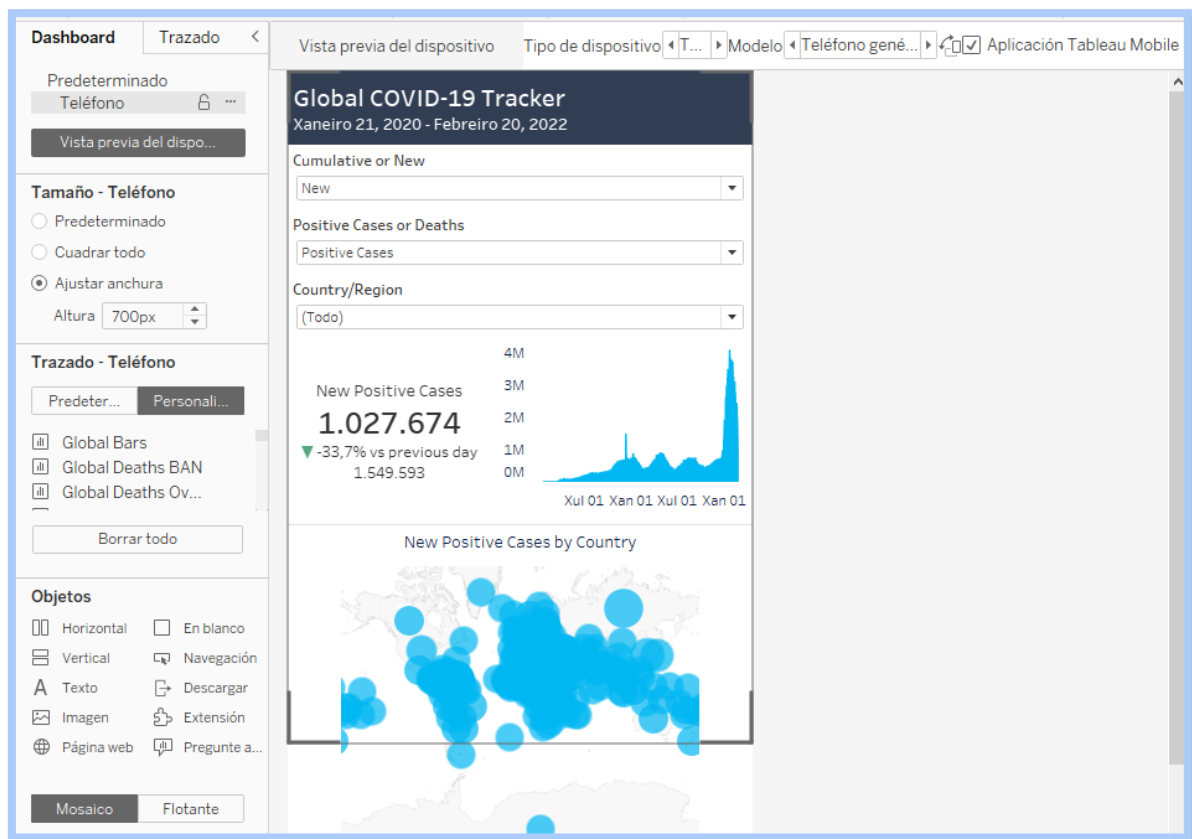 Dashboard
Trazado
Vista previa del dispositivo
Tipo de dispositivo
T...
Modelo
Teléfono gené...
Aplicación Tableau Mobile
Predeterminado
Teléfono
Vista previa del dispo...
Tamaño - Teléfono
Predeterminado
Cuadrar todo
Ajustar anchura
Altura 700px
Trazado - Teléfono
Predeter...
Personali...
Global Bars
Global Deaths BAN
Global Deaths Ov...
Borrar todo
Objetos
Horizontal
En blanco
Vertical
Navegación
Texto
Descargar
Imagen
Extensión
Página web
Pregunte a...
Mosaico
Flotante
Global COVID-19 Tracker
Xaneiro 21, 2020 - Febreiro 20, 2022
Cumulative or New
New
Positive Cases or Deaths
Positive Cases
Country/Region
(Todo)
New Positive Cases
1.027.674
▼-33,7% vs previous day
1.549.593
4M
3M
2M
1M
0M
Xul 01 Xan 01 Xul 01 Xan 01
New Positive Cases by Country